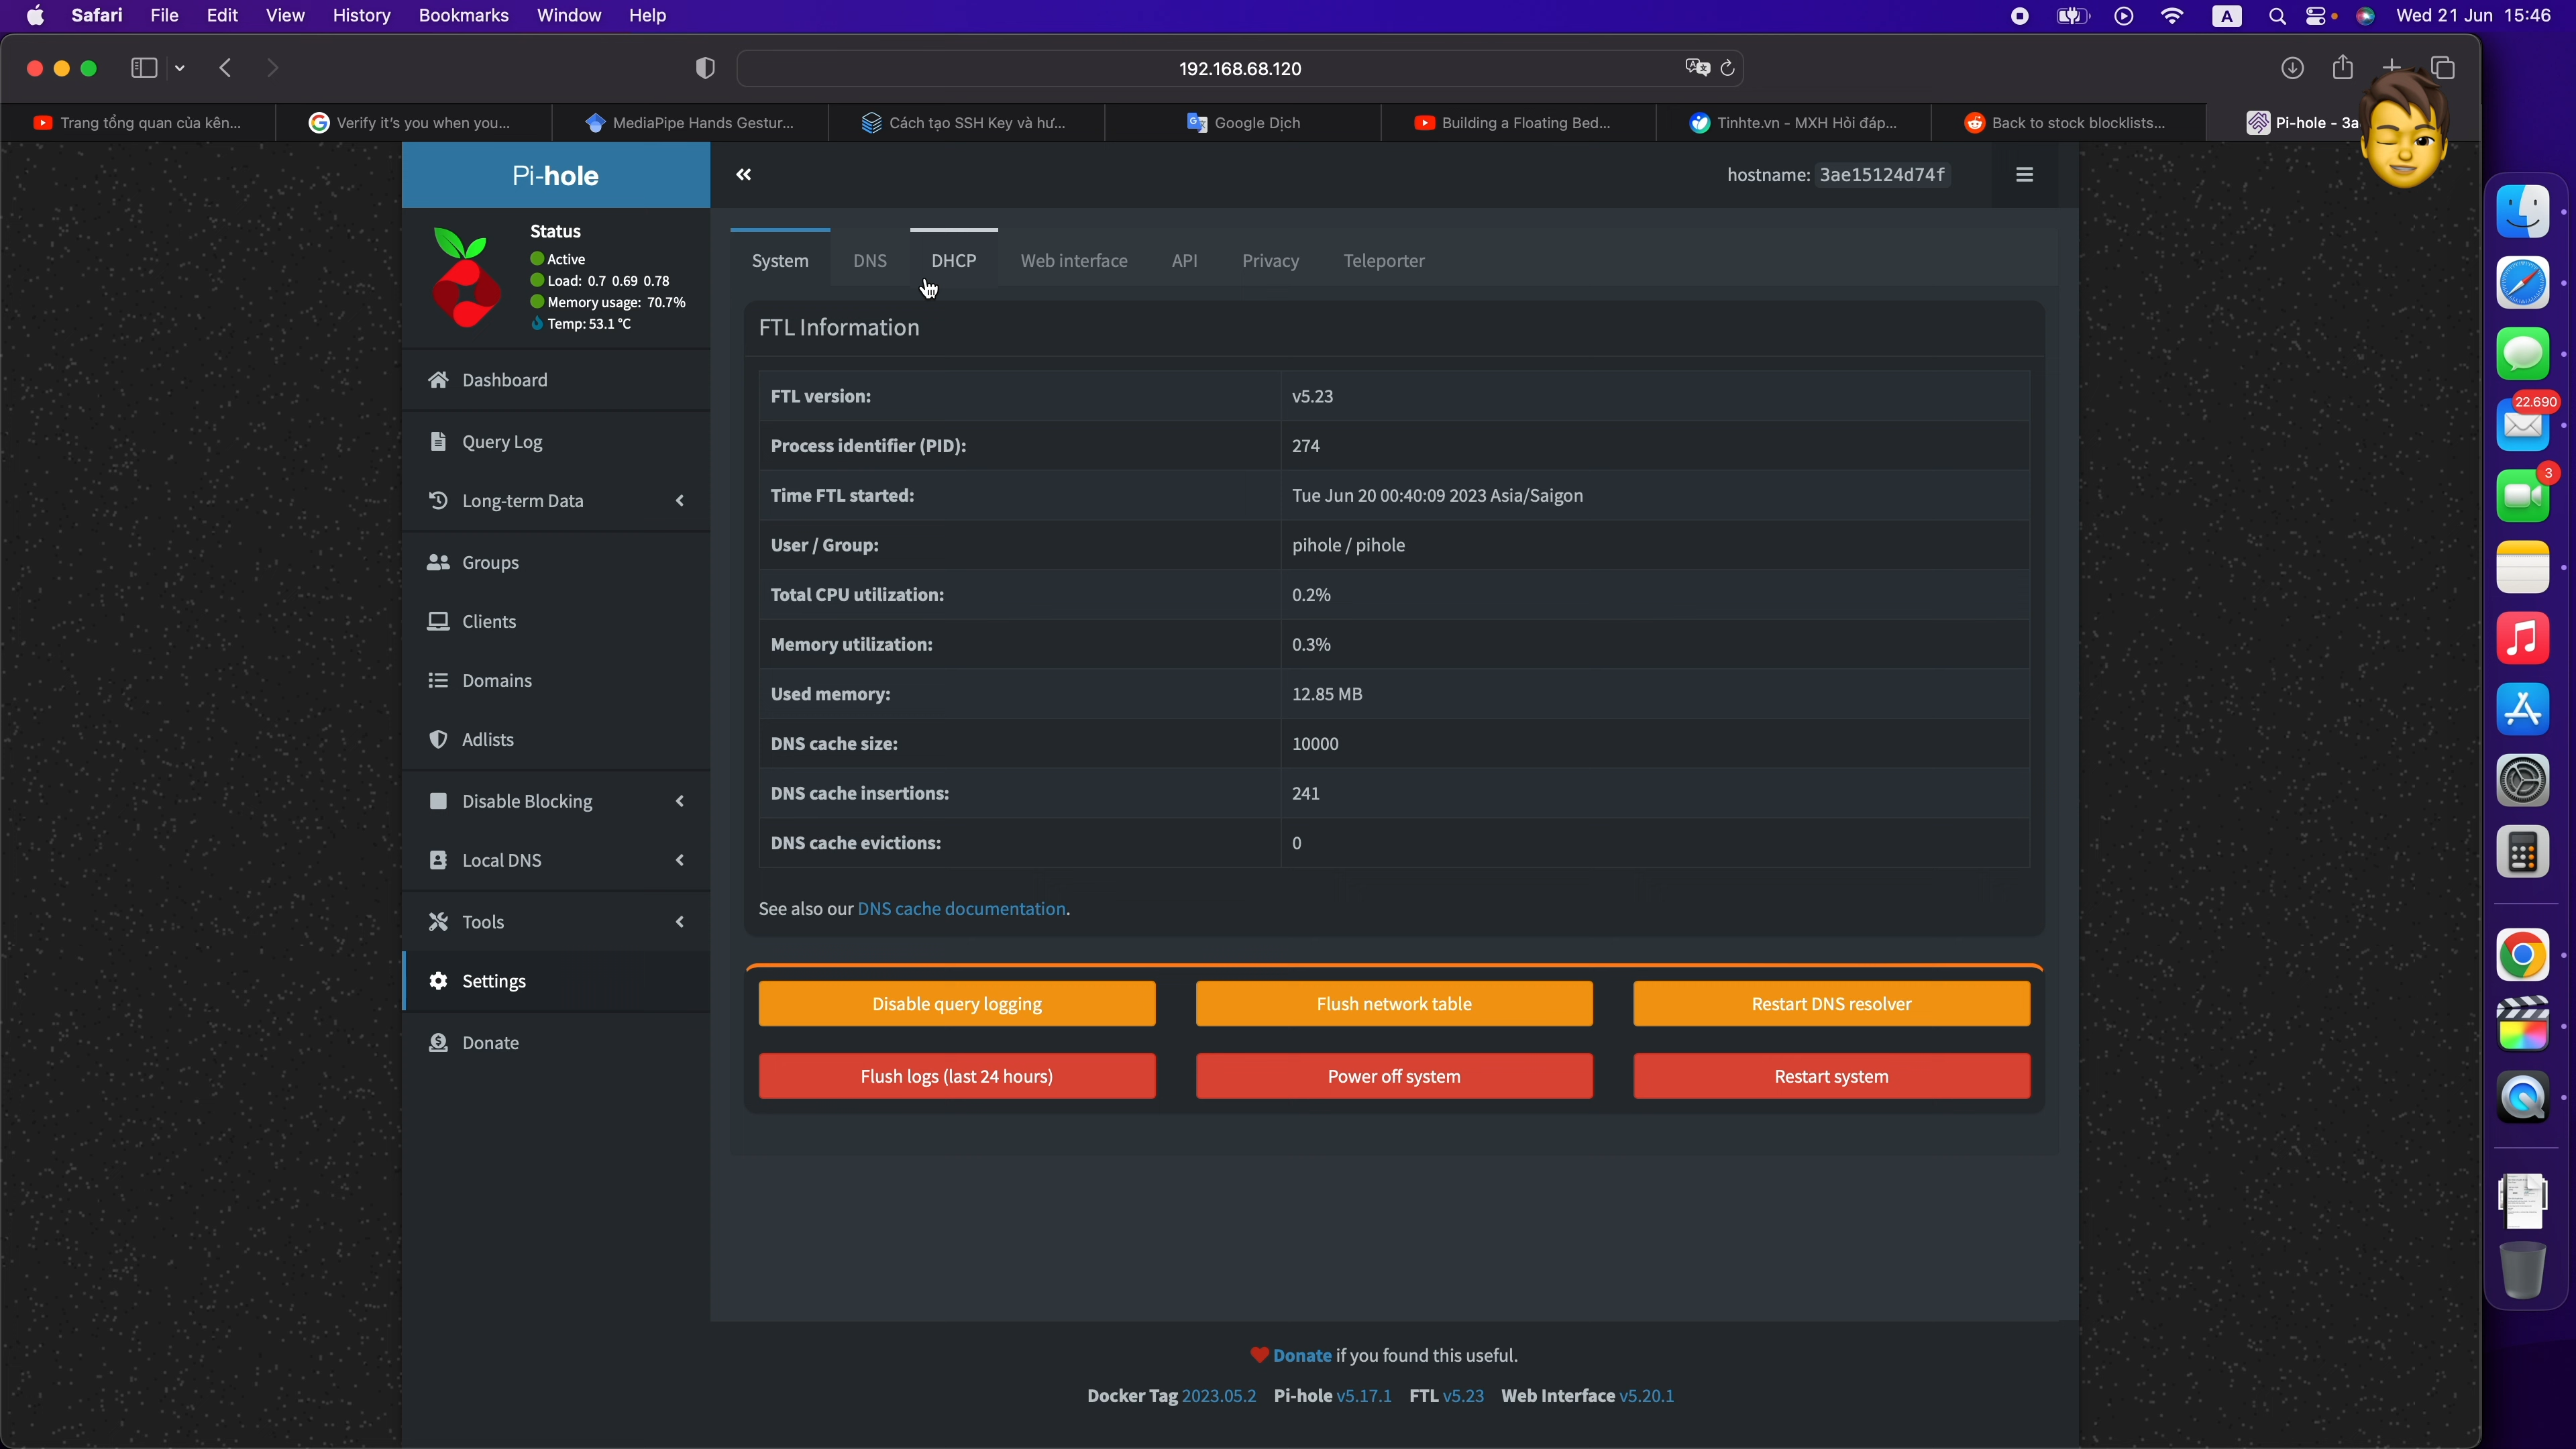 Safari File Edit View History Bookmarks Window Help
A
Wed 21 Jun 15:46
192.168.68.120
Trang tổng quan của kên...
Verify it's you when you...
MediaPipe Hands Gestur...
Cách tạo SSH Key và hư...
Google Dịch
Building a Floating Bed...
Tinhte.vn - MXH Hỏi đáp...
Back to stock blocklists...
Pi-hole - 3a
Pi-hole
hostname: 3ae15124d74f
Status
Active
Load: 0.7 0.69 0.78
Memory usage: 70.7%
Temp: 53.1 °C
Dashboard
Query Log
Long-term Data
Groups
Clients
Domains
Adlists
Disable Blocking
Local DNS
Tools
Settings
Donate
System DNS DHCP Web interface API Privacy Teleporter
FTL Information
FTL version: v5.23
Process identifier (PID): 274
Time FTL started: Tue Jun 20 00:40:09 2023 Asia/Saigon
User / Group: pihole / pihole
Total CPU utilization: 0.2%
Memory utilization: 0.3%
Used memory: 12.85 MB
DNS cache size: 10000
DNS cache insertions: 241
DNS cache evictions: 0
See also our DNS cache documentation.
Disable query logging
Flush network table
Restart DNS resolver
Flush logs (last 24 hours)
Power off system
Restart system
Donate if you found this useful.
Docker Tag 2023.05.2 Pi-hole v5.17.1 FTL v5.23 Web Interface v5.20.1
22.690
3